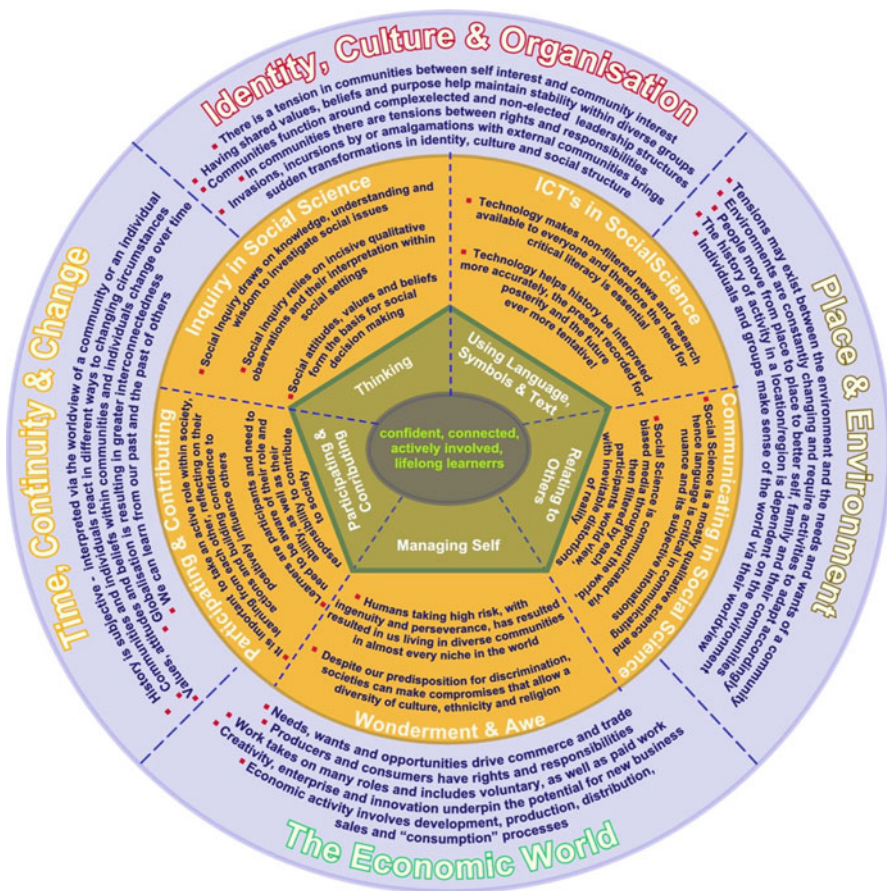 Identity, Culture & Organisation
There is a tension in communities between self interest and community interest
Having shared values, beliefs and purpose help maintain stability within diverse groups
Communities function around complexelected and non-elected leadership structures
In communities there are tensions between rights and responsibilities
Invasions, incursions by or amalgamations with external communities brings
sudden transformations in identity, culture and social structure
Place & Environment
Tensions may exist between the environment and the needs and wants of a community
Environments are constantly changing and require activities to adapt accordingly
People move from place to place to better self, family and their communities
The history of activity in a location/region is dependent on the environment
Individuals and groups make sense of the world via their worldview
The Economic World
Needs, wants and opportunities drive commerce and trade
Producers and consumers have rights and responsibilities
Work takes on many roles and includes voluntary, as well as paid work
Creativity, enterprise and innovation underpin the potential for new business
Economic activity involves development, production, distribution,
sales and “consumption” processes
Time, Continuity & Change
History is subjective - interpreted via the worldview of a community or an individual
Communities and individuals react in different ways to changing circumstances
Values, attitudes and beliefs within communities and individuals change over time
Globalisation is resulting in greater interconnectedness
We can learn from our past and the past of others
Inquiry in Social Science
Social Inquiry draws on knowledge, understanding and
wisdom to investigate social issues
Social inquiry relies on incisive qualitative
observations and their interpretation within
social settings
Social attitudes, values and beliefs
form the basis for social
decision making
ICT's in SocialScience
Technology makes non-filtered news and research
available to everyone and therefore the need for
critical literacy is essential
Technology helps history be interpreted
more accurately, the present recorded for
posterity and the future
ever more tentative!
Communicating in Social Science
Social Science is a mostly qualitative science and
hence language is critical in communicating
nuance and its subjective intonations
Social Science is communicated via
biased media throughout the world
then filtered by each
participants world view
with inevitable distortions
of reality
Wonderment & Awe
Humans taking high risk, with
ingenuity and perseverance, has resulted
resulted in us living in diverse communities
in almost every niche in the world
Despite our predisposition for discrimination,
societies can make compromises that allow a
diversity of culture, ethnicity and religion
Participating & Contributing
It is important to take an active role within society,
learning from each other, reflecting on their
actions and building confidence to
positively influence others
Learners are participants and need to
need to be aware of their role and
ability as well as their
responsibility to contribute
to society
Thinking
Using Language,
Symbols & Text
Relating to
Others
Managing Self
Participating &
Contributing
confident, connected,
actively involved,
lifelong learnerrs